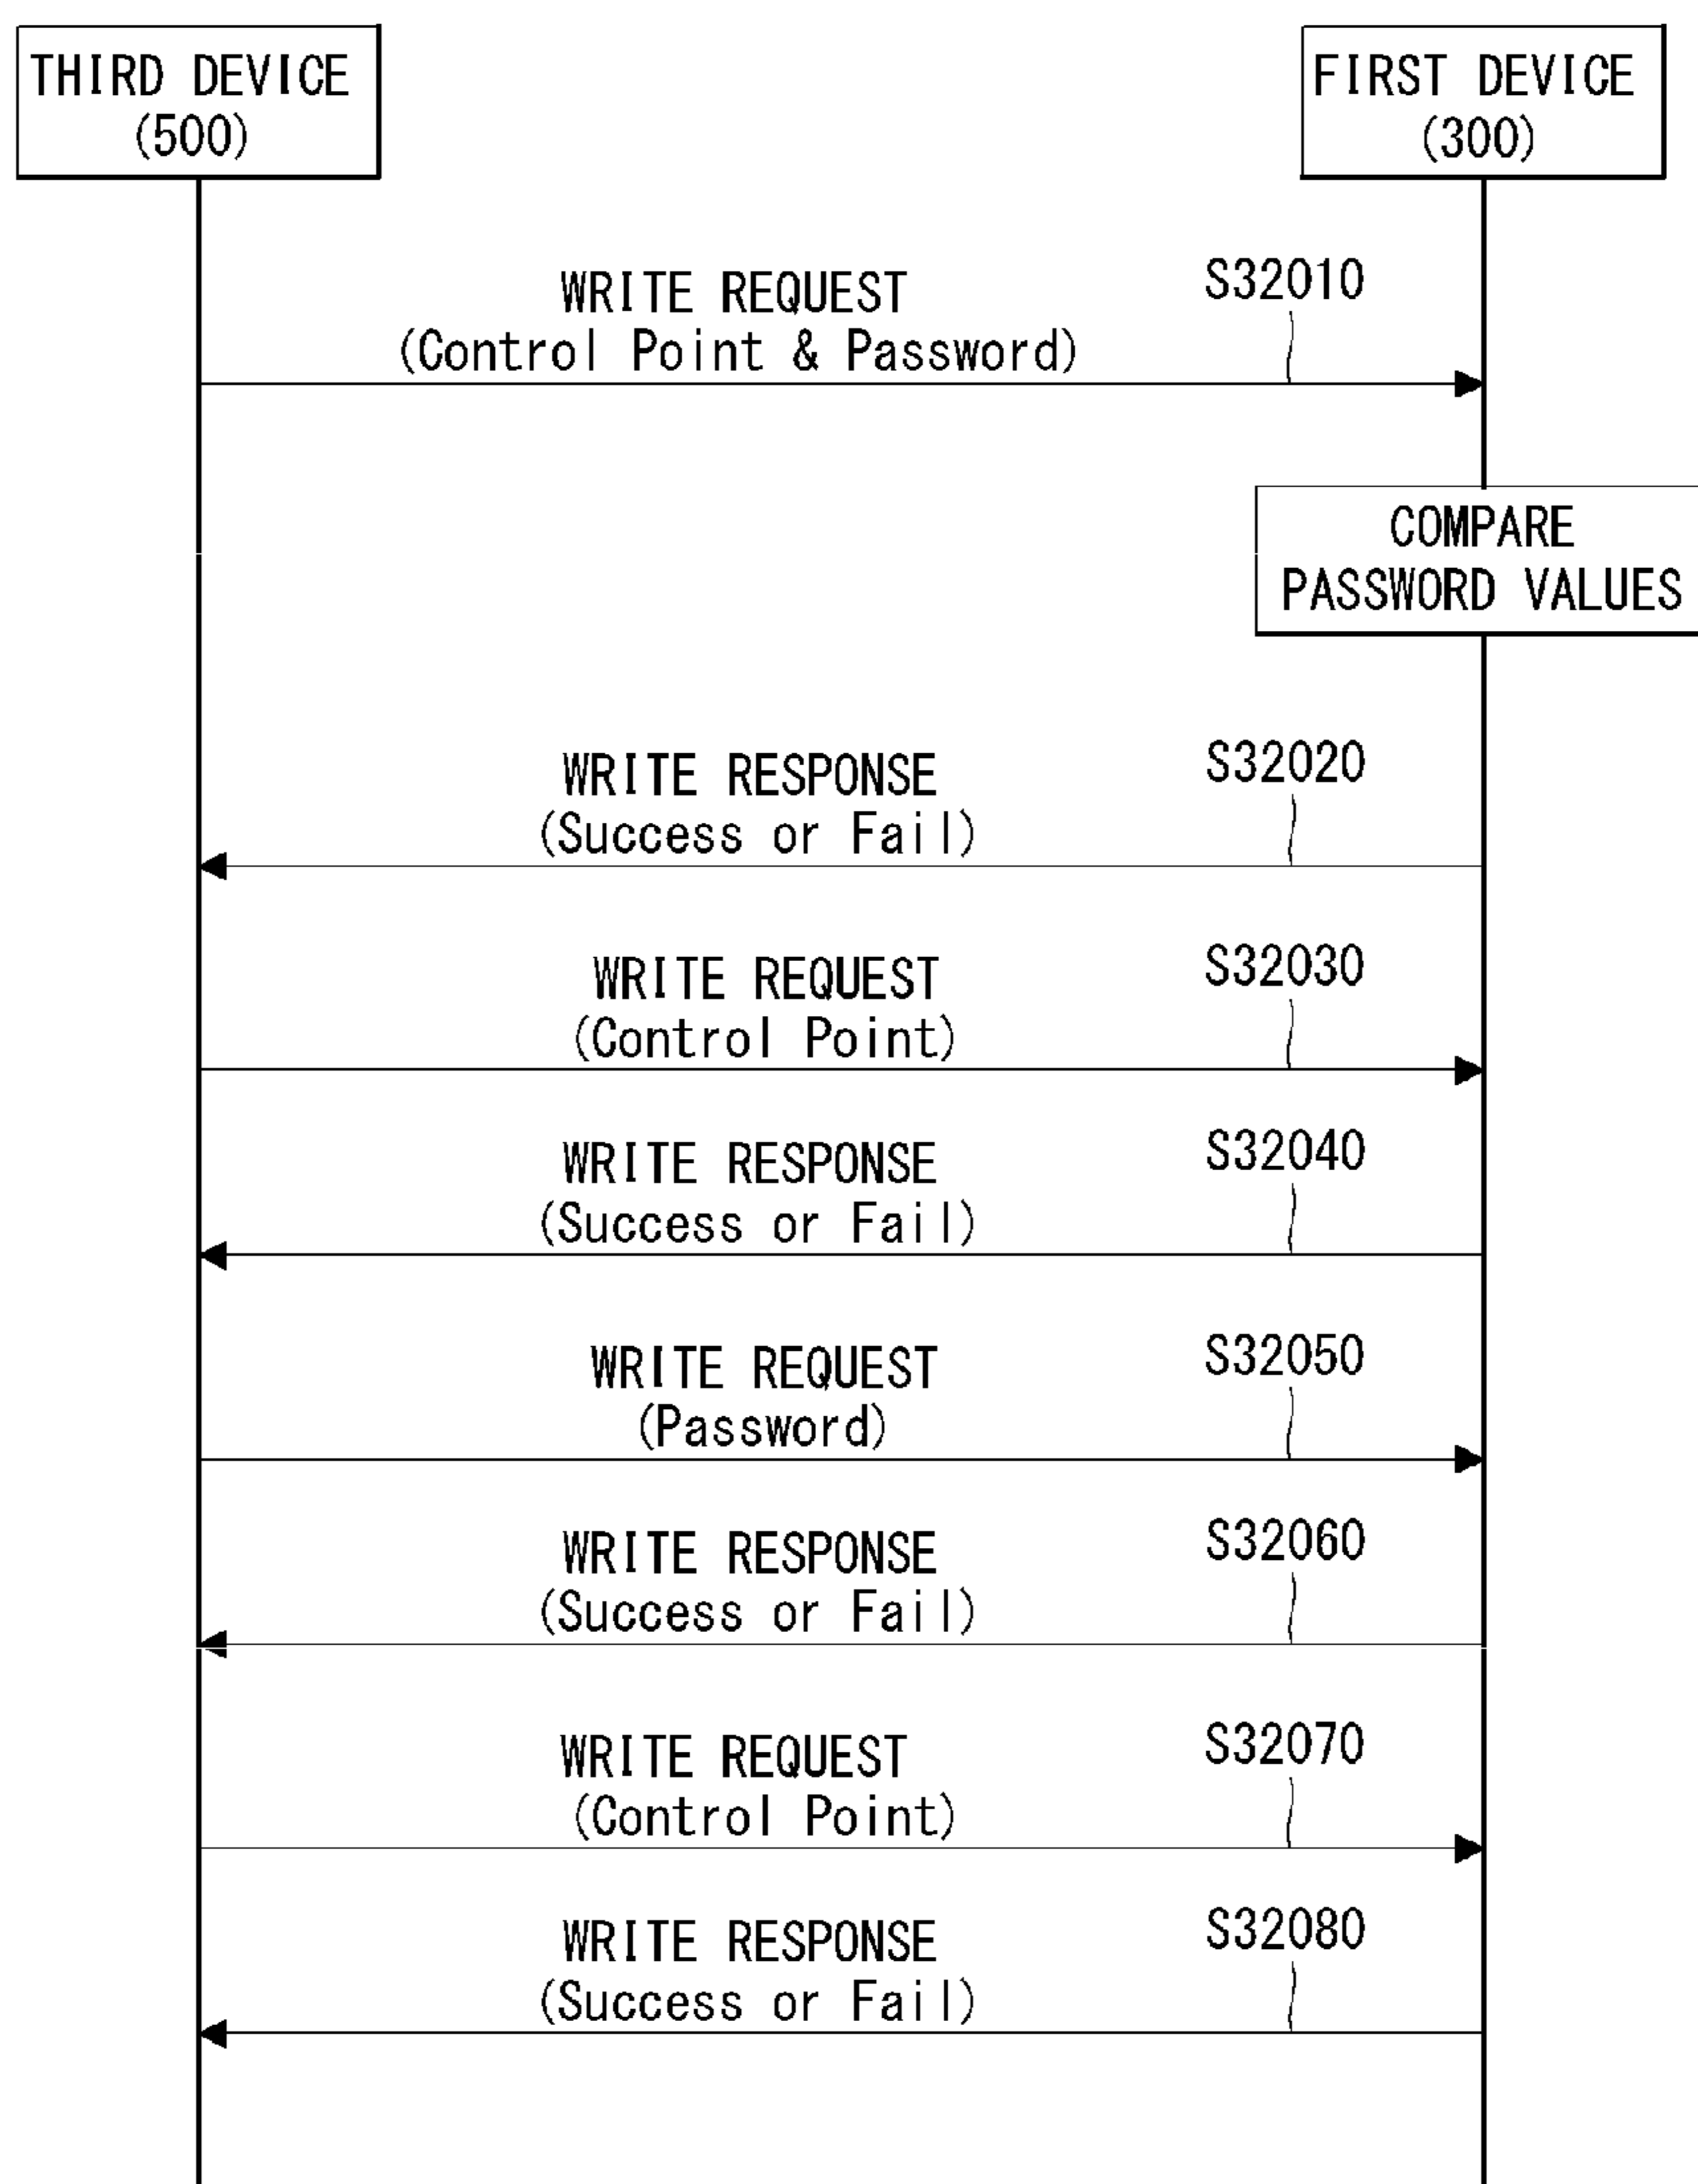 THIRD DEVICE
(500)
FIRST DEVICE
(300)
WRITE REQUEST
(Control Point & Password)
S32010
COMPARE
PASSWORD VALUES
WRITE RESPONSE
(Success or Fail)
S32020
WRITE REQUEST
(Control Point)
S32030
WRITE RESPONSE
(Success or Fail)
S32040
WRITE REQUEST
(Password)
S32050
WRITE RESPONSE
(Success or Fail)
S32060
WRITE REQUEST
(Control Point)
S32070
WRITE RESPONSE
(Success or Fail)
S32080